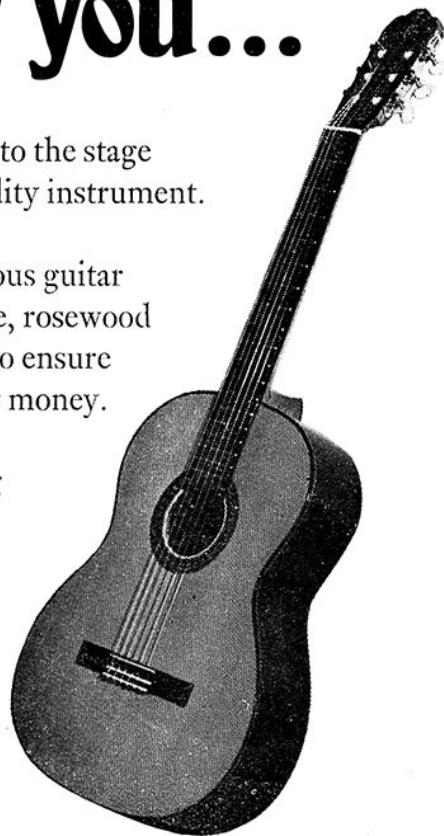 you...
to the stage
lity instrument.
ous guitar
e, rosewood
o ensure
money.